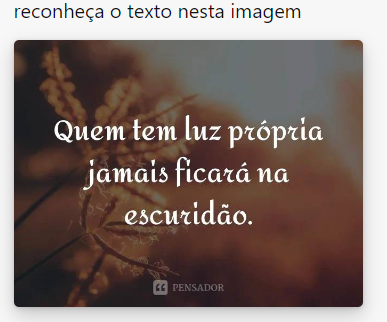 reconheça o texto nesta imagem
Quem tem luz própria
jamais ficará na
escuridão.
PENSADOR